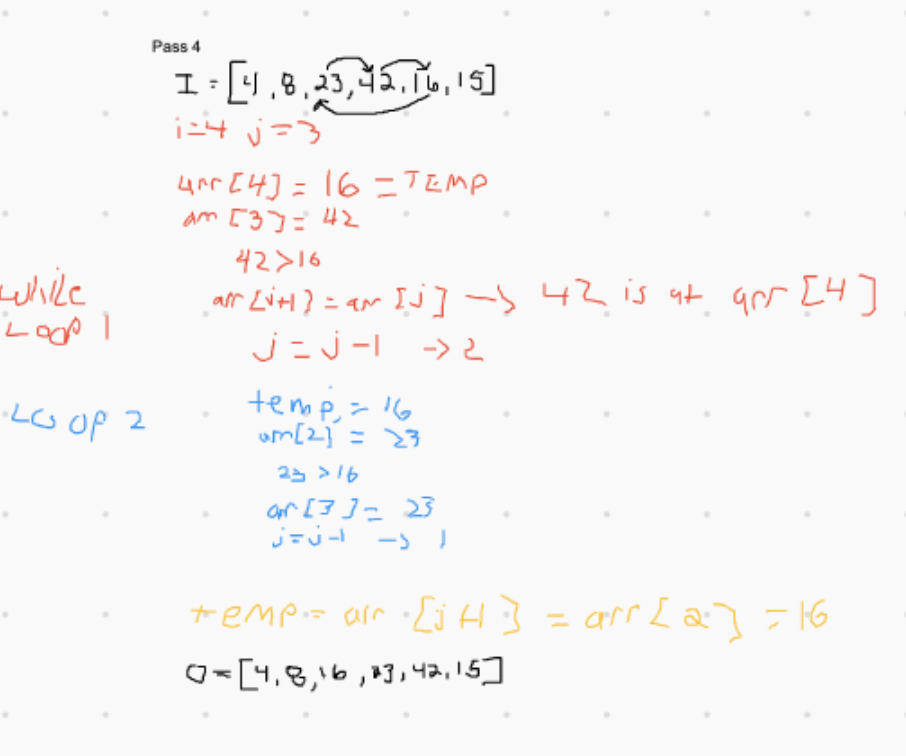 Pass 4
I = [4, 8, 23, 42, 16, 15]
i=4 j=3
arr [4] = 16 = TEMP
arr [3] = 42
42>16
while
Loop 1
arr [j+1] = arr [j] → 42 is at arr [4]
j = j-1 → 2
Loop 2
temp = 16
arr[2] = 23
23 >16
arr [3] = 23
j=j-1 → 1
temp = arr [j+1] = arr [2] = 16
O=[4,8,16,23,42,15]